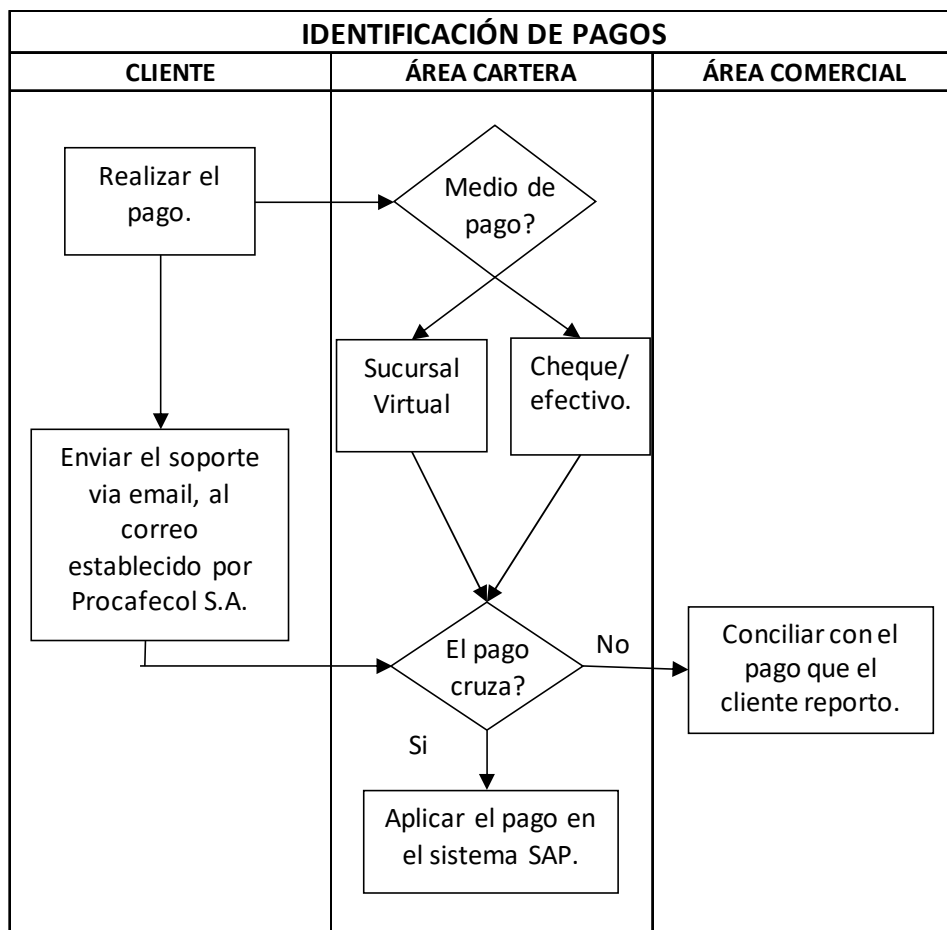 IDENTIFICACIÓN DE PAGOS
CLIENTE
ÁREA CARTERA
ÁREA COMERCIAL
Realizar el
pago.
Medio de
pago?
Sucursal
Virtual
Cheque/
efectivo.
Enviar el soporte
via email, al
correo
establecido por
Procafecol S.A.
El pago
cruza?
No
Conciliar con el
pago que el
cliente reporto.
Si
Aplicar el pago en
el sistema SAP.